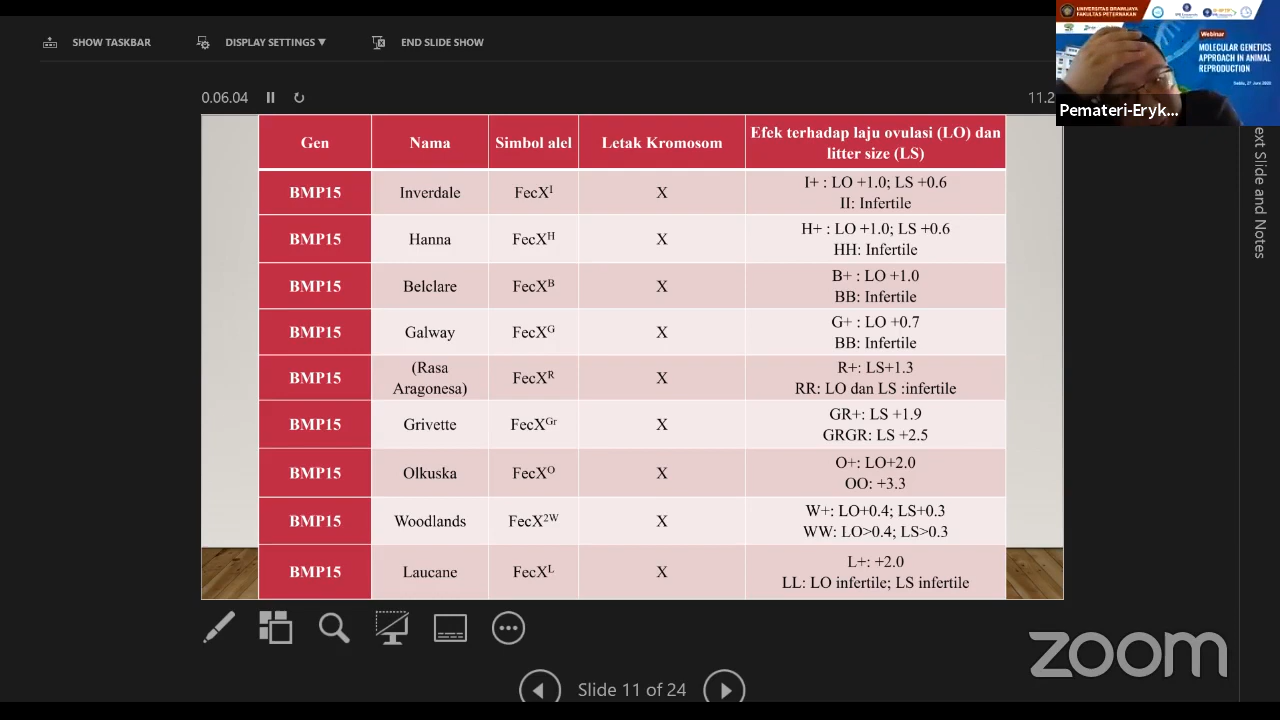 UNIVERSITAS BRAWIJAYA
FAKULTAS PETERNAKAN
Webinar
MOLECULAR GENETICS
APPROACH IN ANIMAL
REPRODUCTION
Pemateri-Eryk...
SHOW TASKBAR
DISPLAY SETTINGS ▼
END SLIDE SHOW
0.06.04
11.2
ext Slide and Notes
Gen Nama Simbol alel Letak Kromosom Efek terhadap laju ovulasi (LO) dan
litter size (LS)
BMP15 Inverdale FecX^I X I+ : LO +1.0; LS +0.6
II: Infertile
BMP15 Hanna FecX^H X H+ : LO +1.0; LS +0.6
HH: Infertile
BMP15 Belclare FecX^B X B+ : LO +1.0
BB: Infertile
BMP15 Galway FecX^G X G+ : LO +0.7
BB: Infertile
BMP15 (Rasa
Aragonesa) FecX^R X R+: LS+1.3
RR: LO dan LS :infertile
BMP15 Grivette FecX^Gr X GR+: LS +1.9
GRGR: LS +2.5
BMP15 Olkuska FecX^O X O+: LO+2.0
OO: +3.3
BMP15 Woodlands FecX^2W X W+: LO+0.4; LS+0.3
WW: LO>0.4; LS>0.3
BMP15 Laucane FecX^L X L+: +2.0
LL: LO infertile; LS infertile
Slide 11 of 24
zoom